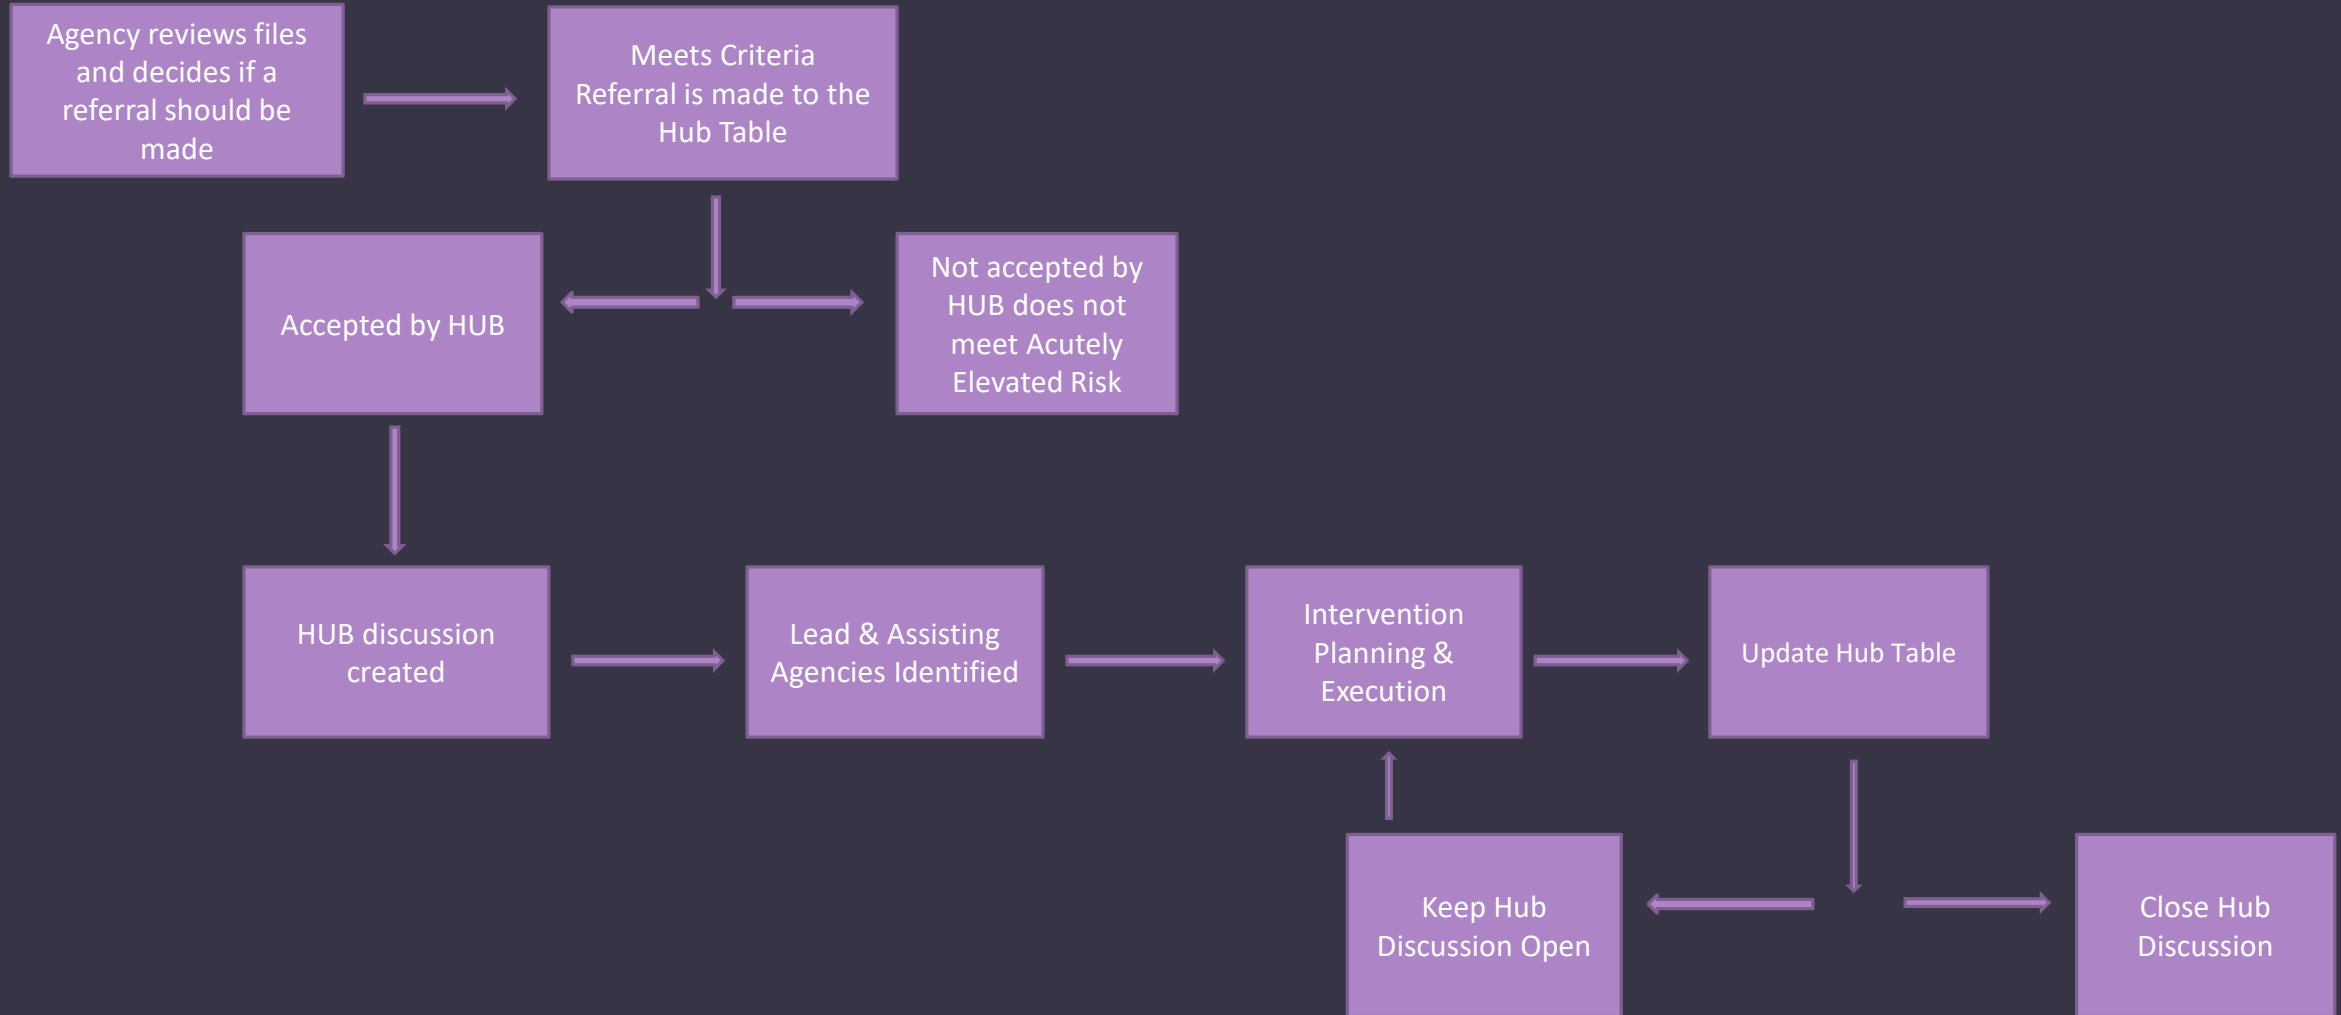 Agency reviews files
and decides if a
referral should be
made
Meets Criteria
Referral is made to the
Hub Table
Accepted by HUB
Not accepted by
HUB does not
meet Acutely
Elevated Risk
HUB discussion
created
Lead & Assisting
Agencies Identified
Intervention
Planning &
Execution
Update Hub Table
Keep Hub
Discussion Open
Close Hub
Discussion